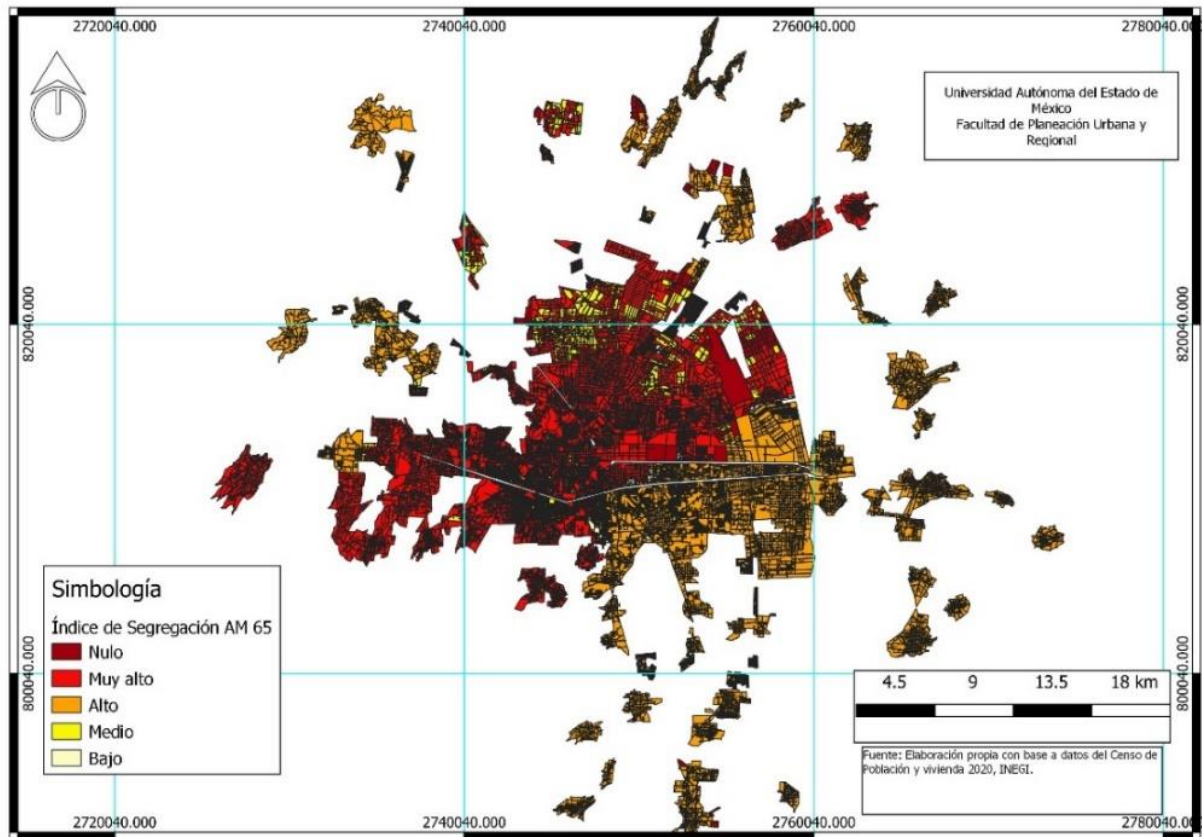 2720040.000
2740040.000
2760040.000
2780040.000
Universidad Autónoma del Estado de
México
Facultad de Planeación Urbana y
Regional
820040.000
820040.000
Simbología
Índice de Segregación AM 65
Nulo
Muy alto
Alto
Medio
Bajo
800040.000
800040.000
4.5
9
13.5
18 km
Fuente: Elaboración propia con base a datos del Censo de
Población y vivienda 2020, INEGI.
2720040.000
2740040.000
2760040.000
2780040.000